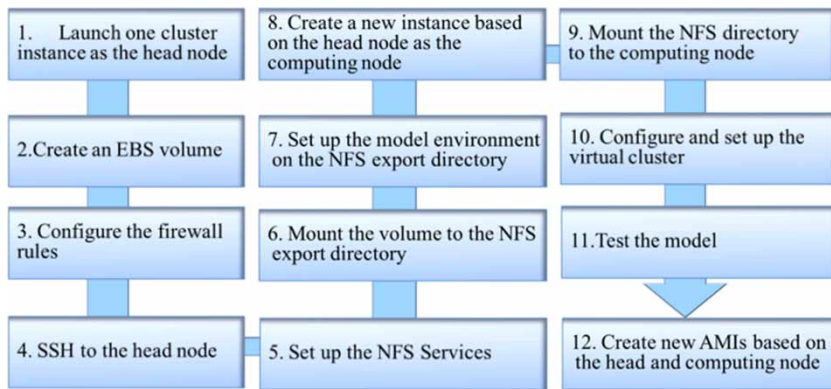 1. Launch one cluster
instance as the head node
2.Create an EBS volume
3. Configure the firewall
rules
4. SSH to the head node
5. Set up the NFS Services
6. Mount the volume to the NFS
export directory
7. Set up the model environment
on the NFS export directory
8. Create a new instance based
on the head node as the
computing node
9. Mount the NFS directory
to the computing node
10. Configure and set up the
virtual cluster
11.Test the model
12. Create new AMIs based on
the head and computing node